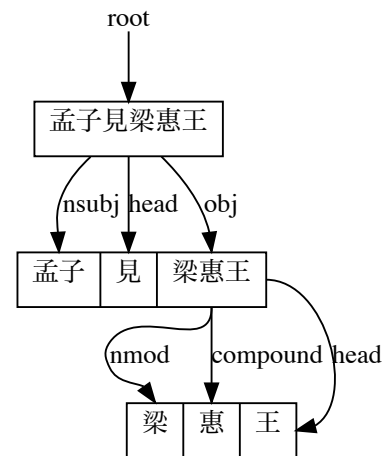 root
孟子見梁惠王
nsubj head obj
孟子 見 梁惠王
nmod compound head
梁 惠 王